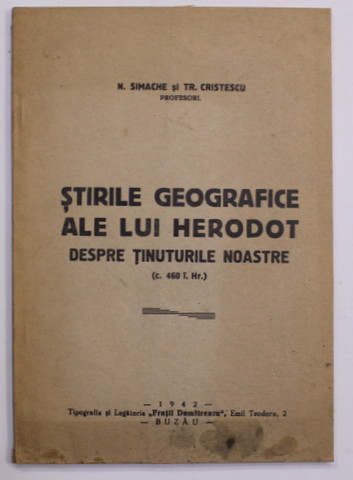 N. SIMACHE și TR. CRISTESCU
PROFESORI.
ȘTIRILE GEOGRAFICE
ALE LUI HERODOT
DESPRE ȚINUTURILE NOASTRE
(c. 460 î. Hr.)
— 1942 —
Tipografia și Legătoria „Frații Dumitrescu", Emil Teodoru, 2
— BUZĂU —